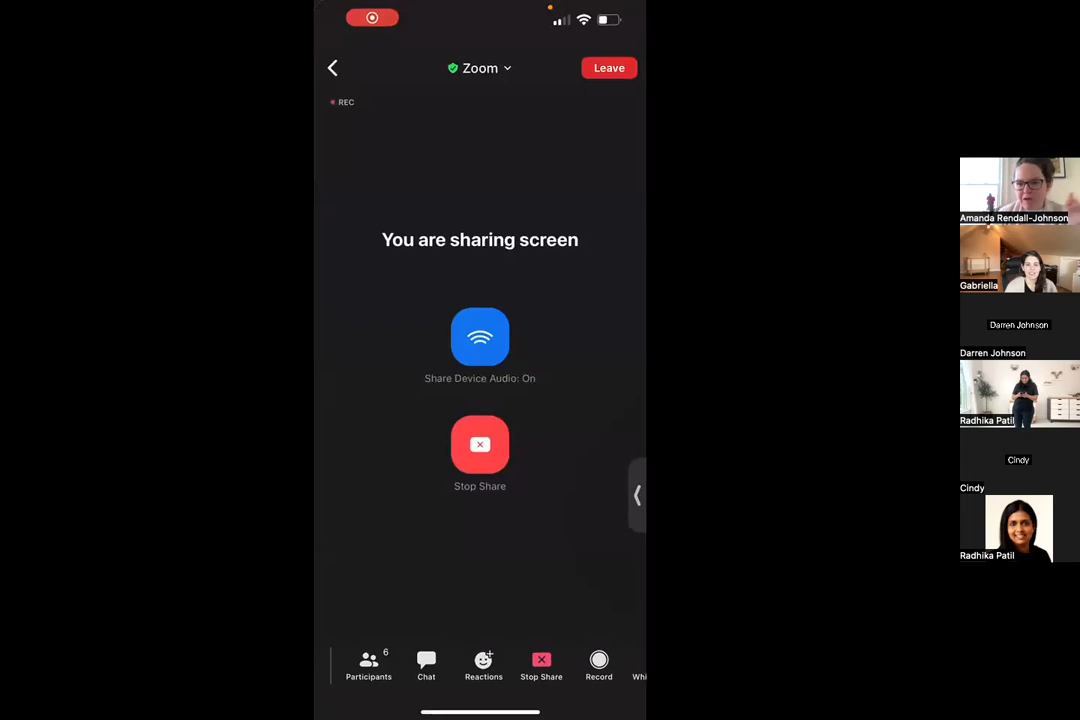 Zoom
Leave
REC
You are sharing screen
Share Device Audio: On
Stop Share
6
Participants
Chat
Reactions
Stop Share
Record
Whi
Amanda Rendall-Johnson
Gabriella
Darren Johnson
Darren Johnson
Radhika Patil
Cindy
Cindy
Radhika Patil